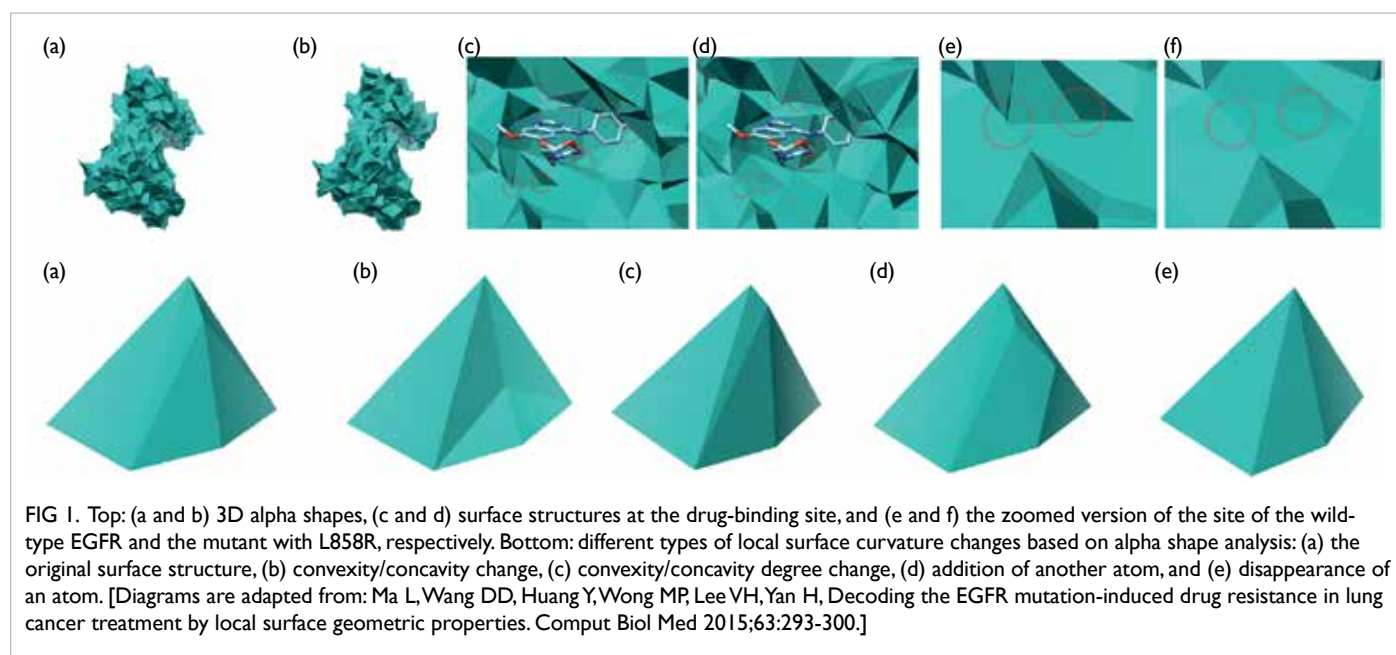 (a) (b) (c) (d) (e) (f)
(a) (b) (c) (d) (e)
FIG 1. Top: (a and b) 3D alpha shapes, (c and d) surface structures at the drug-binding site, and (e and f) the zoomed version of the site of the wild-
type EGFR and the mutant with L858R, respectively. Bottom: different types of local surface curvature changes based on alpha shape analysis: (a) the
original surface structure, (b) convexity/concavity change, (c) convexity/concavity degree change, (d) addition of another atom, and (e) disappearance of
an atom. [Diagrams are adapted from: Ma L, Wang DD, Huang Y, Wong MP, Lee VH, Yan H, Decoding the EGFR mutation-induced drug resistance in lung
cancer treatment by local surface geometric properties. Comput Biol Med 2015;63:293-300.]